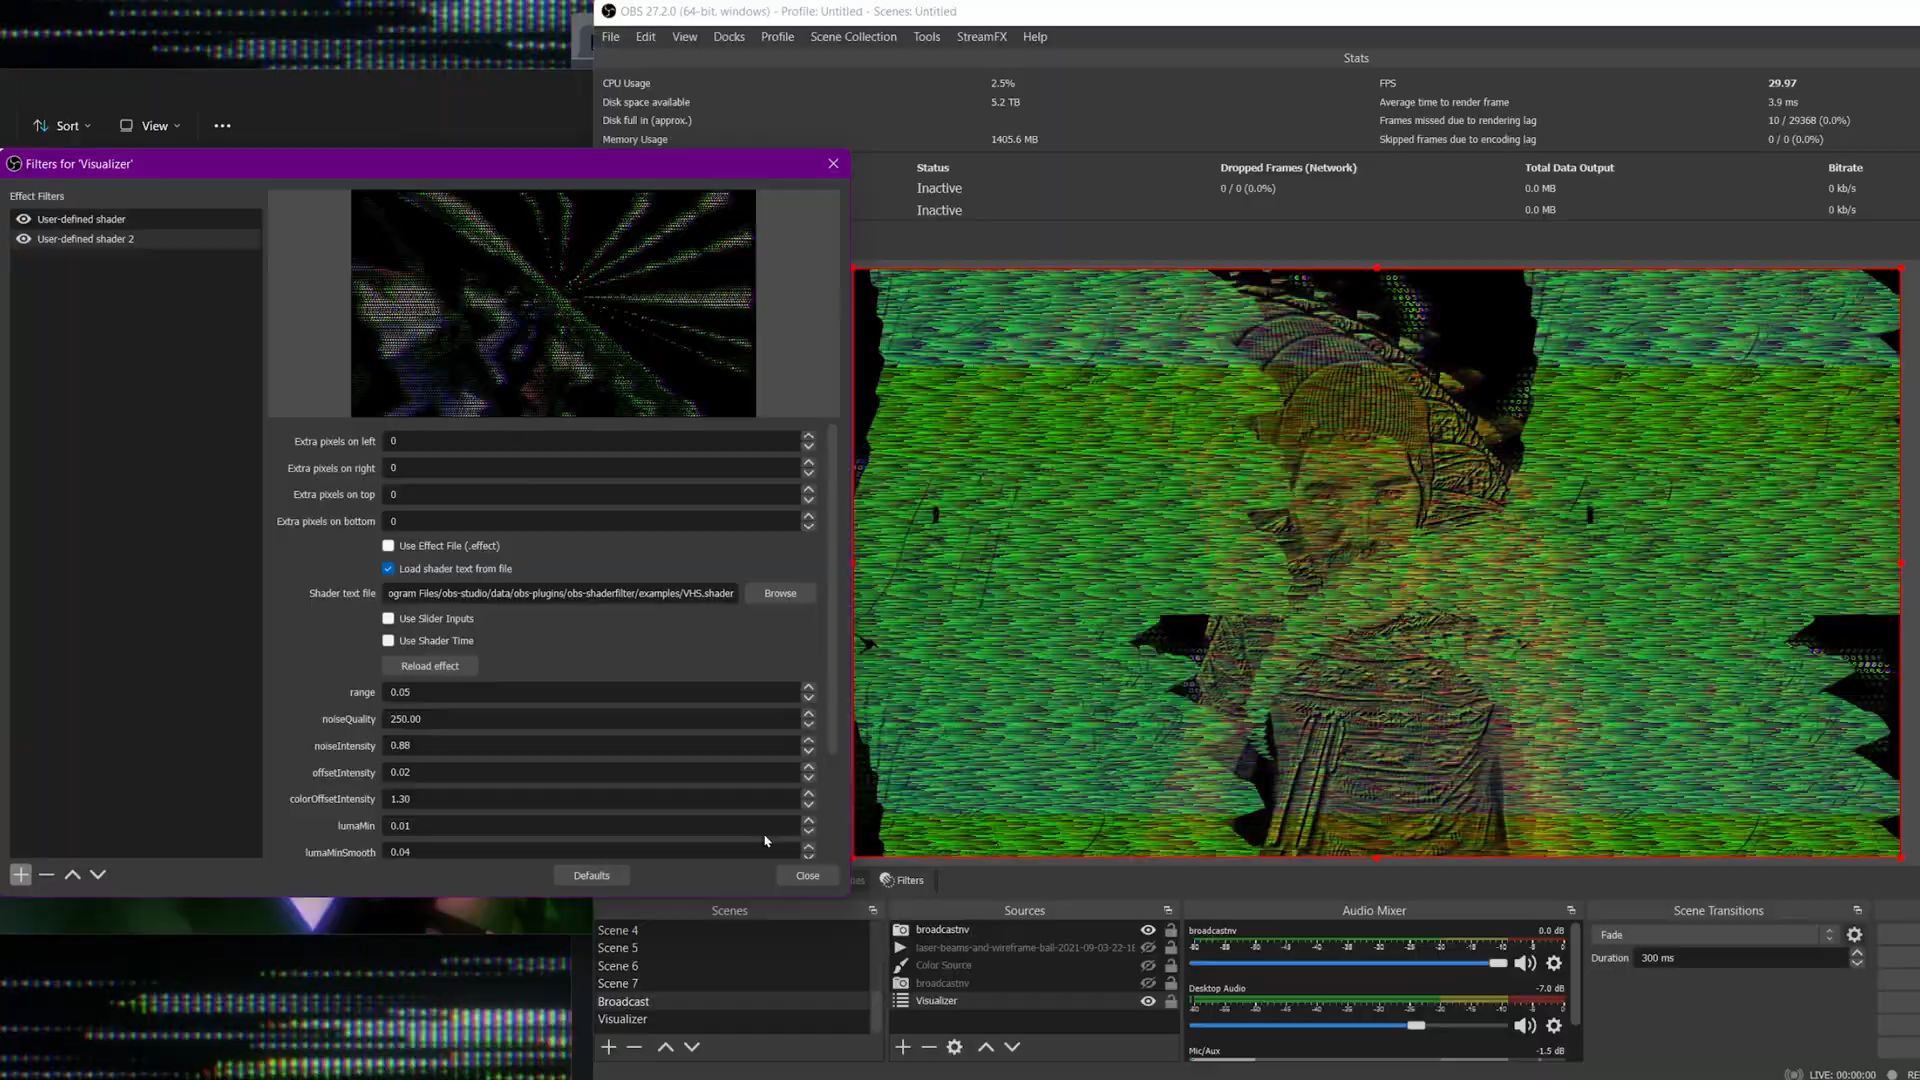 OBS 27.2.0 (64-bit, windows) - Profile: Untitled - Scenes: Untitled
File Edit View Docks Profile Scene Collection Tools StreamFX Help
Stats
CPU Usage 2.5% FPS 29.97
Disk space available 5.2 TB Average time to render frame 3.9 ms
Disk full in (approx.) Frames missed due to rendering lag 10 / 29368 (0.0%)
Memory Usage 1405.6 MB Skipped frames due to encoding lag 0 / 0 (0.0%)
Status Dropped Frames (Network) Total Data Output Bitrate
Inactive 0 / 0 (0.0%) 0.0 MB 0 kb/s
Inactive 0.0 MB 0 kb/s
Sort View
Filters for 'Visualizer'
Effect Filters
User-defined shader
User-defined shader 2
Extra pixels on left 0
Extra pixels on right 0
Extra pixels on top 0
Extra pixels on bottom 0
Use Effect File (.effect)
Load shader text from file
Shader text file ogram Files/obs-studio/data/obs-plugins/obs-shaderfilter/examples/VHS.shader Browse
Use Slider Inputs
Use Shader Time
Reload effect
range 0.05
noiseQuality 250.00
noiseIntensity 0.88
offsetIntensity 0.02
colorOffsetIntensity 1.30
lumaMin 0.01
lumaMinSmooth 0.04
Defaults Close
Filters
Scenes
Scene 4
Scene 5
Scene 6
Scene 7
Broadcast
Visualizer
Sources
broadcastnv
laser-beams-and-wireframe-ball-2021-09-03-22-18
Color Source
broadcastnv
Visualizer
Audio Mixer
broadcastnv 0.0 dB
Desktop Audio -7.0 dB
Mic/Aux -1.5 dB
Scene Transitions
Fade
Duration 300 ms
LIVE: 00:00:00 RE